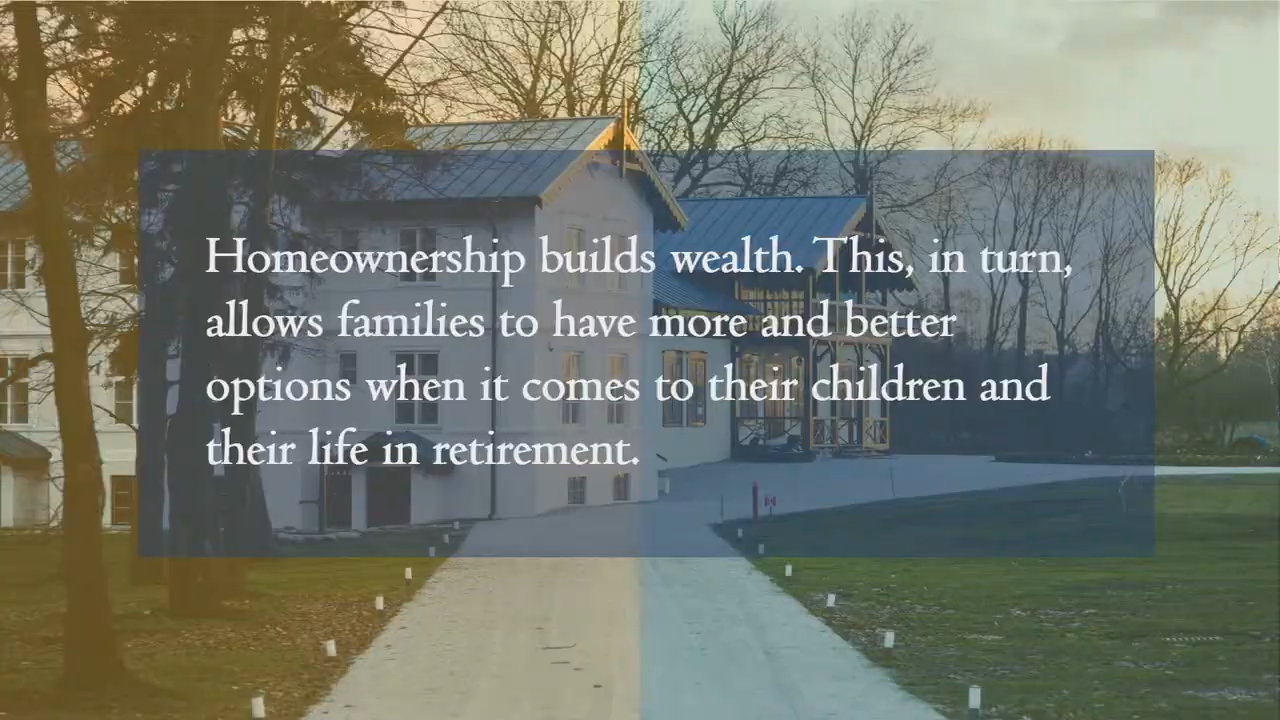 Homeownership builds wealth. This, in turn,
allows families to have more and better
options when it comes to their children and
their life in retirement.